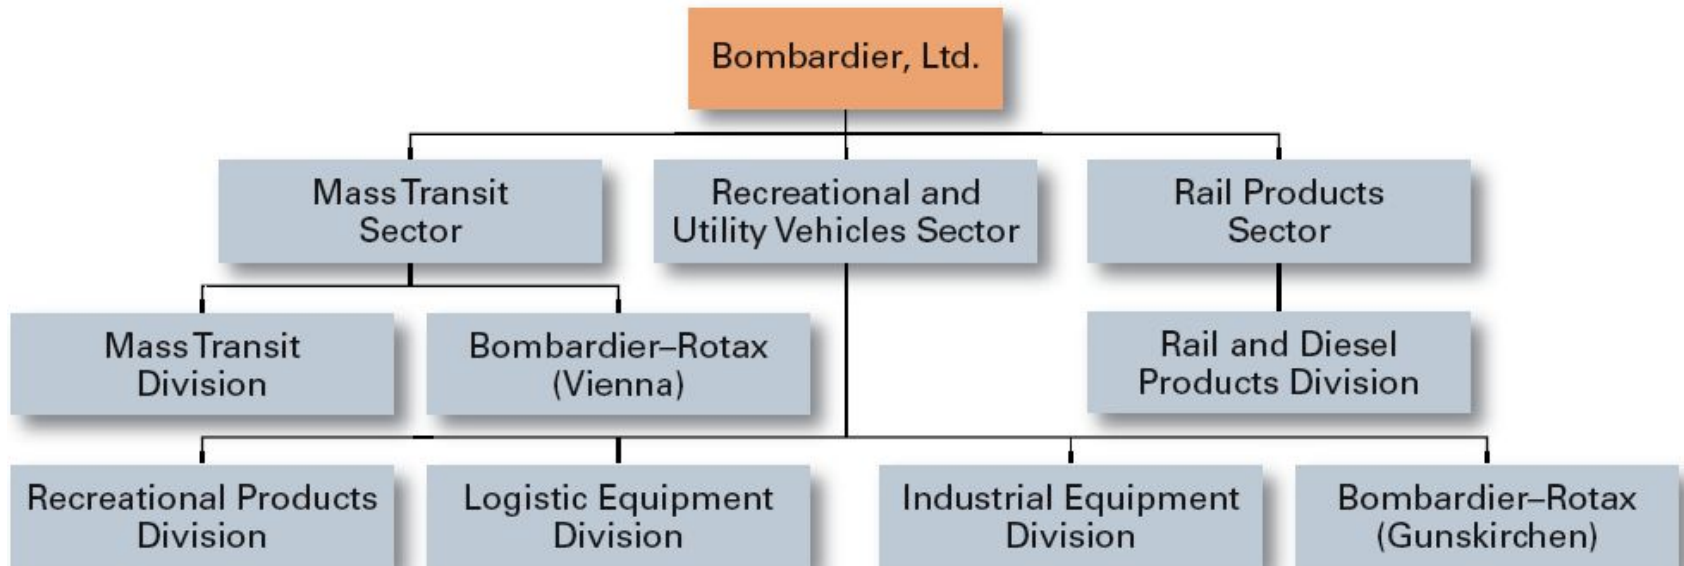 Bombardier, Ltd.
Mass Transit
Sector
Recreational and
Utility Vehicles Sector
Rail Products
Sector
Mass Transit
Division
Bombardier–Rotax
(Vienna)
Rail and Diesel
Products Division
Recreational Products
Division
Logistic Equipment
Division
Industrial Equipment
Division
Bombardier–Rotax
(Gunskirchen)